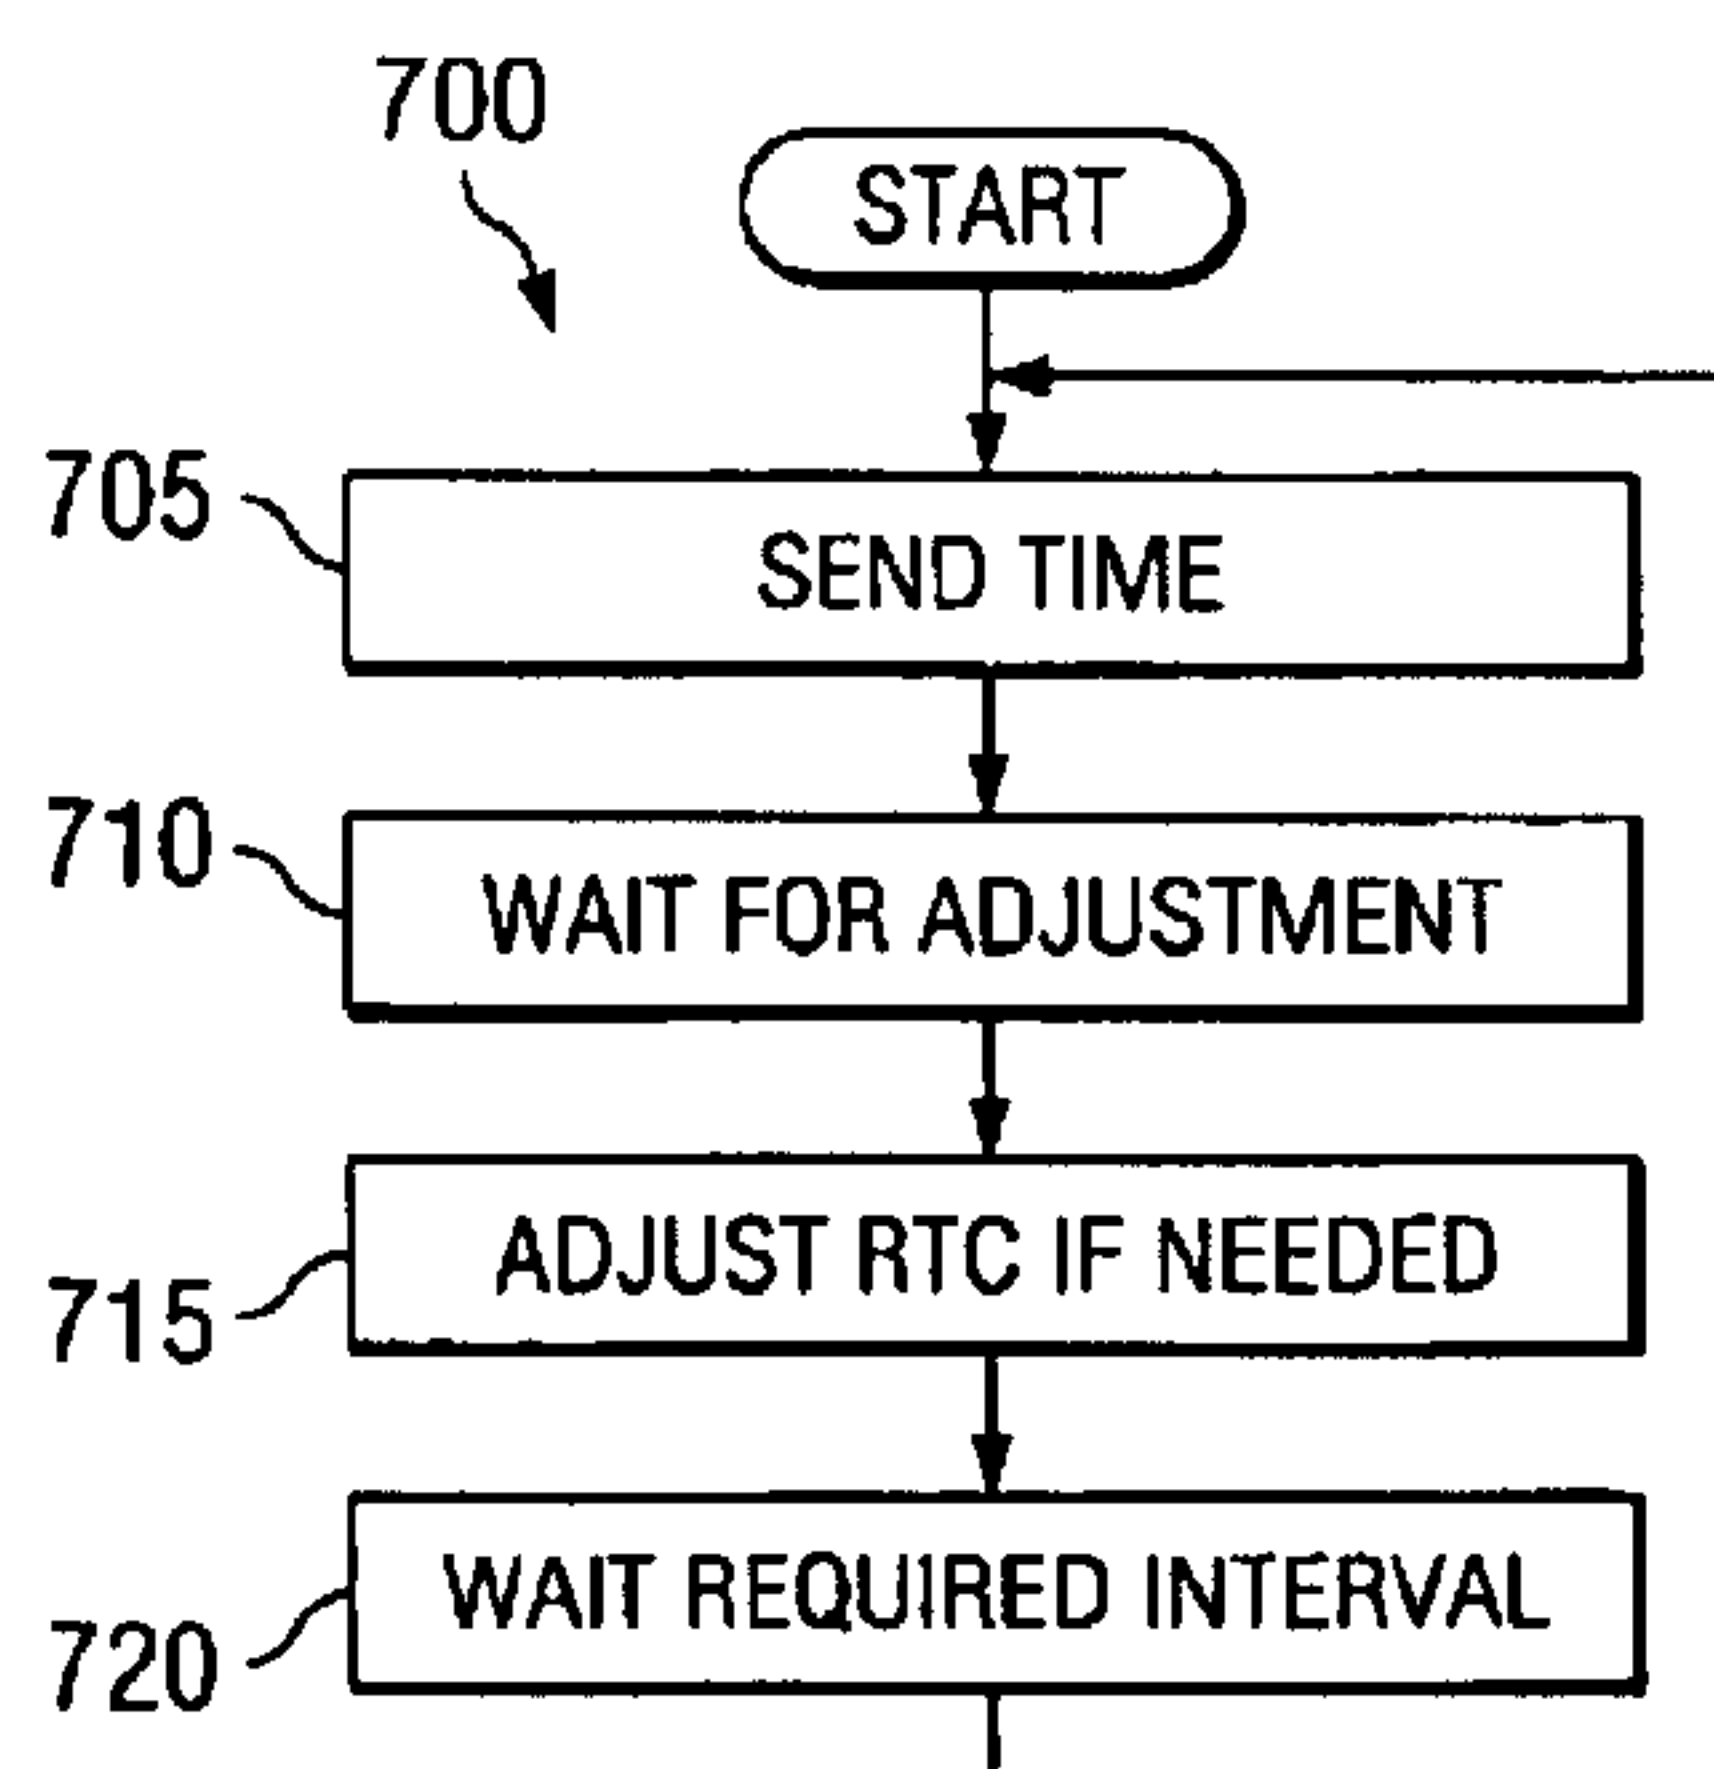 700
START
705
SEND TIME
710
WAIT FOR ADJUSTMENT
715
ADJUST RTC IF NEEDED
720
WAIT REQUIRED INTERVAL